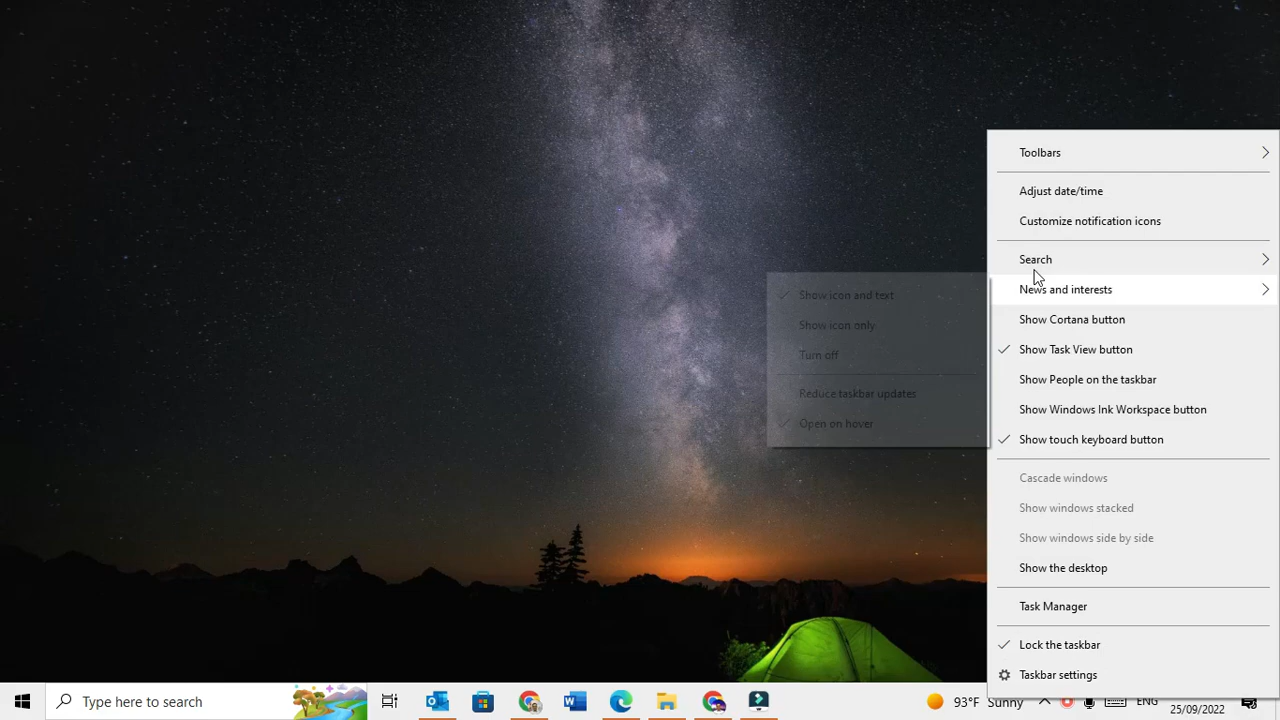 Toolbars
Adjust date/time
Customize notification icons
Search
News and interests
Show icon and text
Show icon only
Turn off
Reduce taskbar updates
Open on hover
Show Cortana button
Show Task View button
Show People on the taskbar
Show Windows Ink Workspace button
Show touch keyboard button
Cascade windows
Show windows stacked
Show windows side by side
Show the desktop
Task Manager
Lock the taskbar
Taskbar settings
Type here to search
93°F Sunny
ENG
25/09/2022